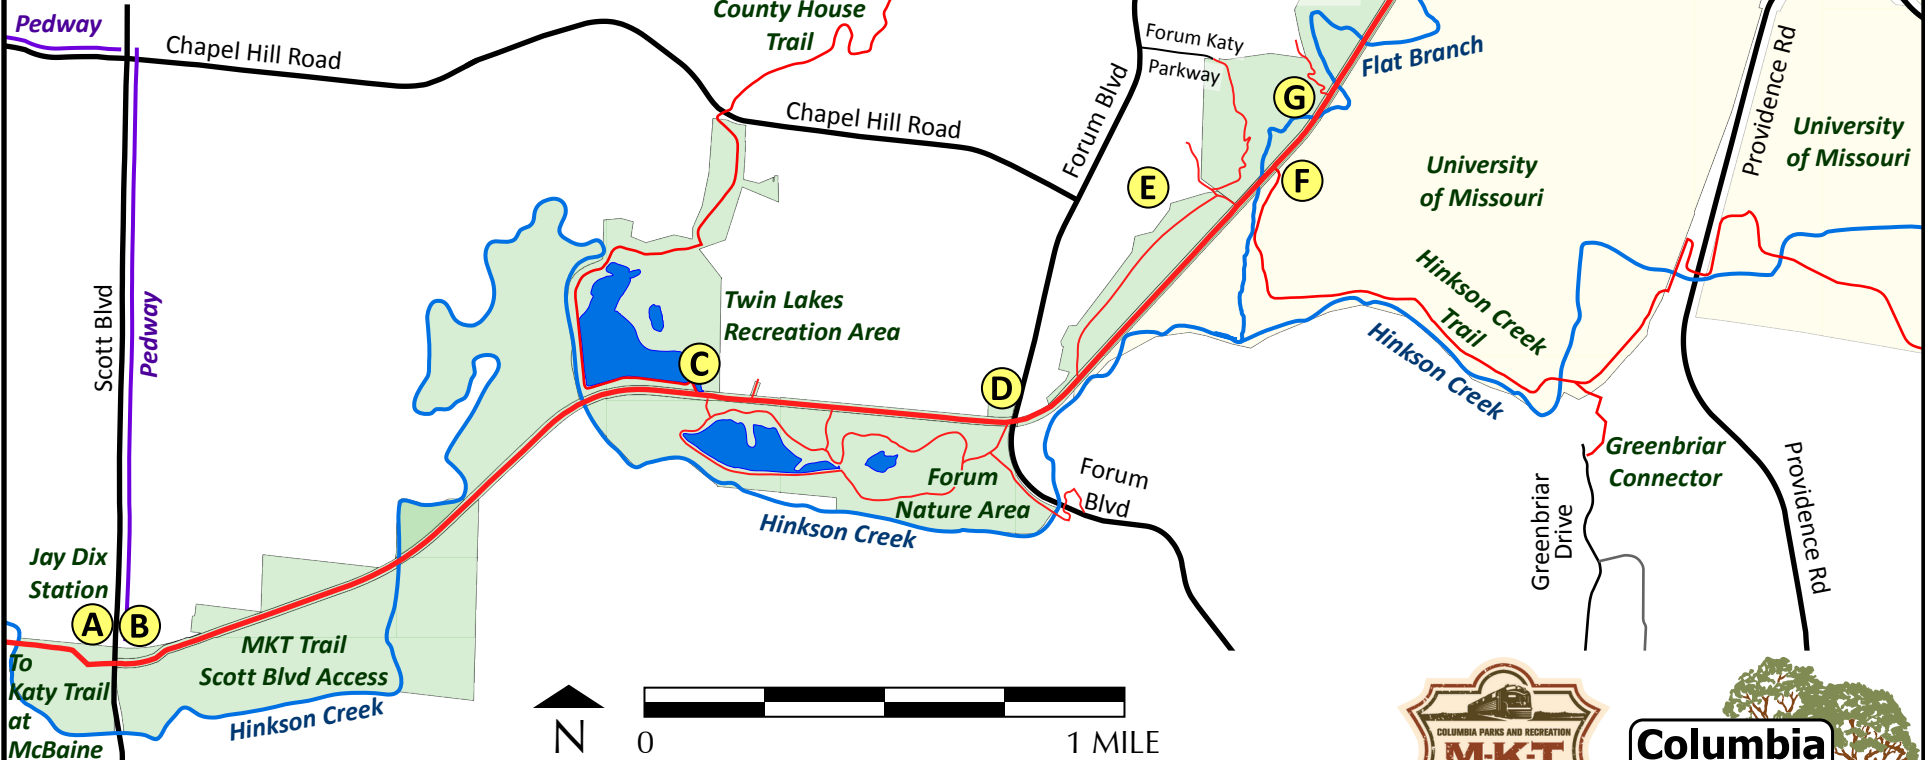 Pedway
Chapel Hill Road
County House
Trail
Chapel Hill Road
Forum Blvd
Forum Katy
Parkway
Flat Branch
G
Providence Rd
University
of Missouri
University
of Missouri
E
F
Scott Blvd
Pedway
Twin Lakes
Recreation Area
C
D
Hinkson Creek
Trail
Hinkson Creek
Greenbriar
Connector
Forum
Nature Area
Forum
Blvd
Hinkson Creek
Greenbriar
Drive
Providence Rd
Jay Dix
Station
A
B
MKT Trail
Scott Blvd Access
To
Katy Trail
at
McBaine
Hinkson Creek
N
0
1 MILE
COLUMBIA PARKS AND RECREATION
M-K-T
Columbia